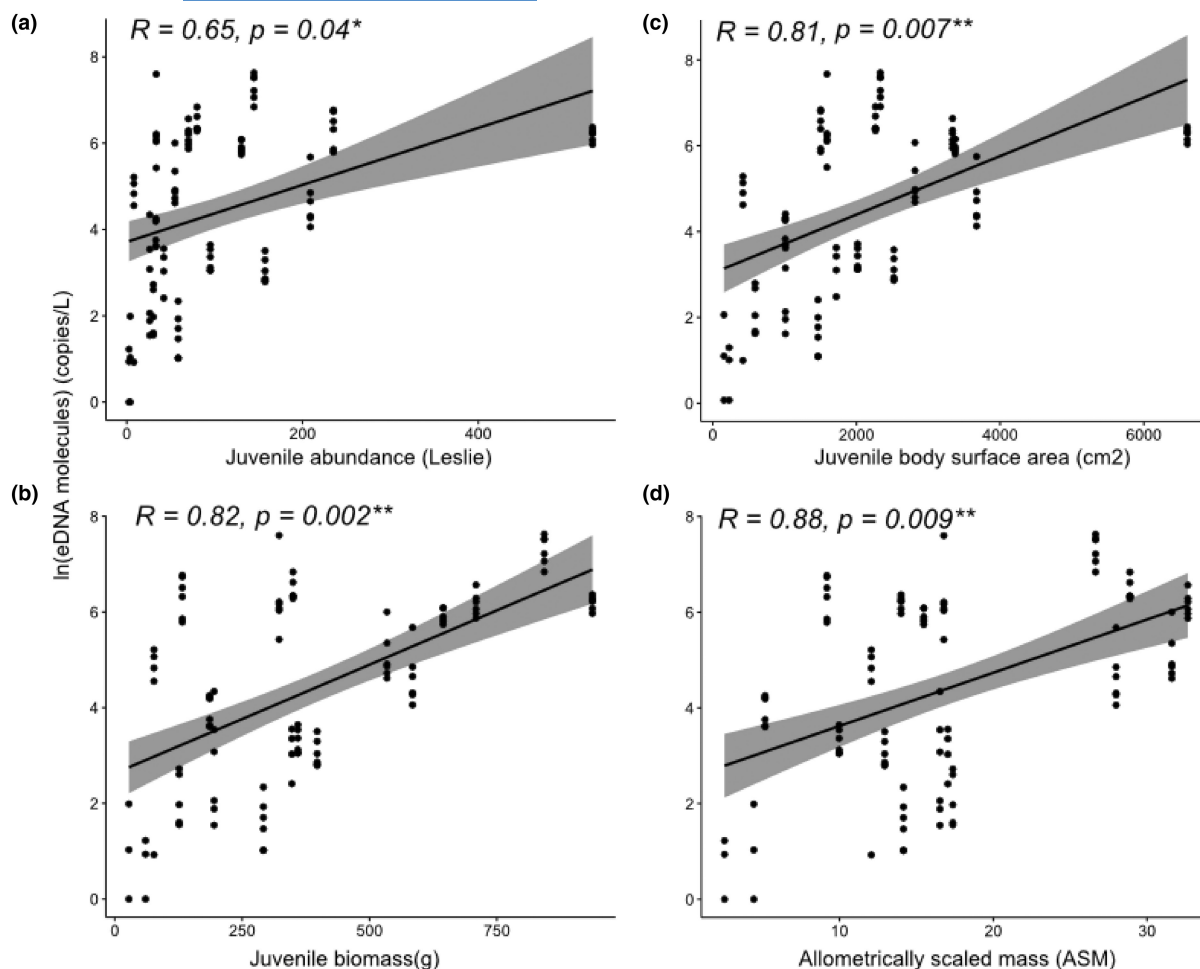 (a)
R = 0.65, p = 0.04*
8
6
4
2
0
0 200 400
Juvenile abundance (Leslie)
(c)
R = 0.81, p = 0.007**
8
6
4
2
0
0 2000 4000 6000
Juvenile body surface area (cm2)
ln(eDNA molecules) (copies/L)
(b)
R = 0.82, p = 0.002**
8
6
4
2
0
0 250 500 750
Juvenile biomass(g)
(d)
R = 0.88, p = 0.009**
8
6
4
2
0
10 20 30
Allometrically scaled mass (ASM)